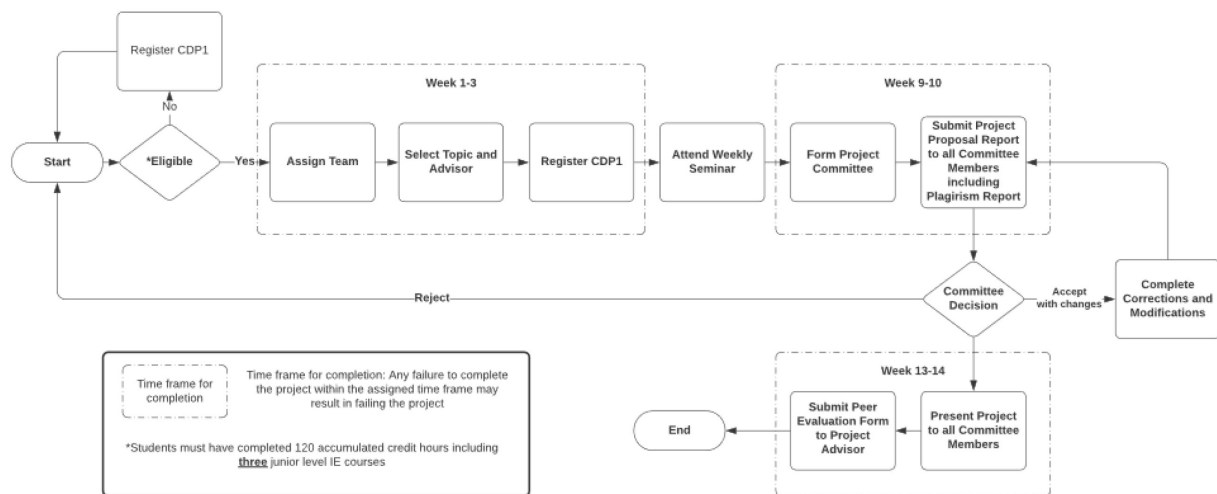 Register CDP1
No
Start
*Eligible
Yes
Week 1-3
Assign Team
Select Topic and
Advisor
Register CDP1
Attend Weekly
Seminar
Week 9-10
Form Project
Committee
Submit Project
Proposal Report
to all Committee
Members
including
Plagirism Report
Reject
Committee
Decision
Accept
with changes
Complete
Corrections and
Modifications
Week 13-14
Present Project
to all Committee
Members
Submit Peer
Evaluation Form
to Project
Advisor
End
Time frame for
completion
Time frame for completion: Any failure to complete
the project within the assigned time frame may
result in failing the project
*Students must have completed 120 accumulated credit hours including
three junior level IE courses